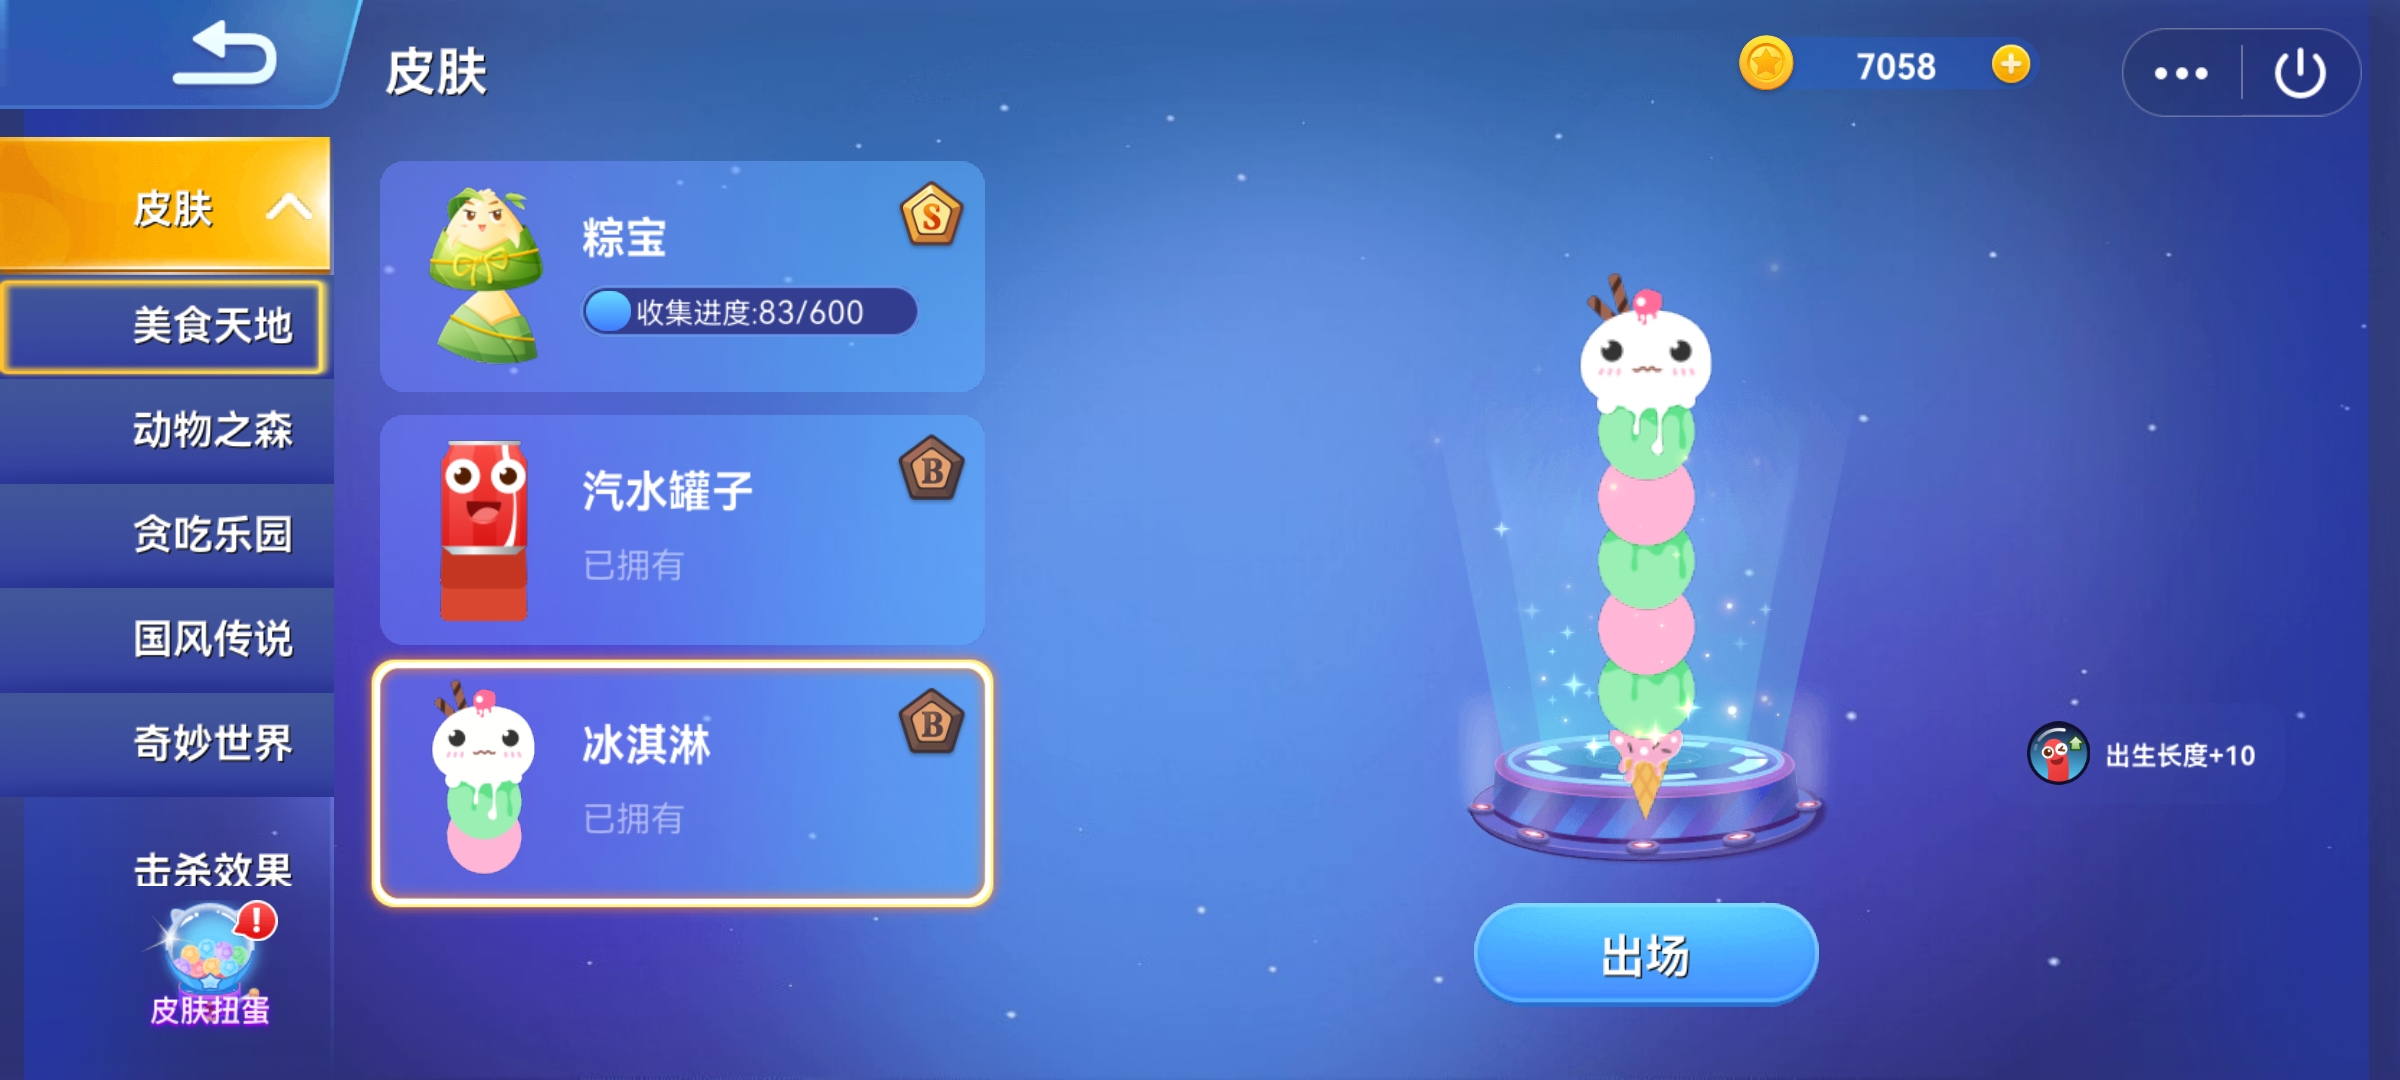 皮肤
7058
皮肤
美食天地
动物之森
贪吃乐园
国风传说
奇妙世界
击杀效果
皮肤扭蛋
粽宝
S
收集进度:83/600
汽水罐子
B
已拥有
冰淇淋
B
已拥有
出生长度+10
出场